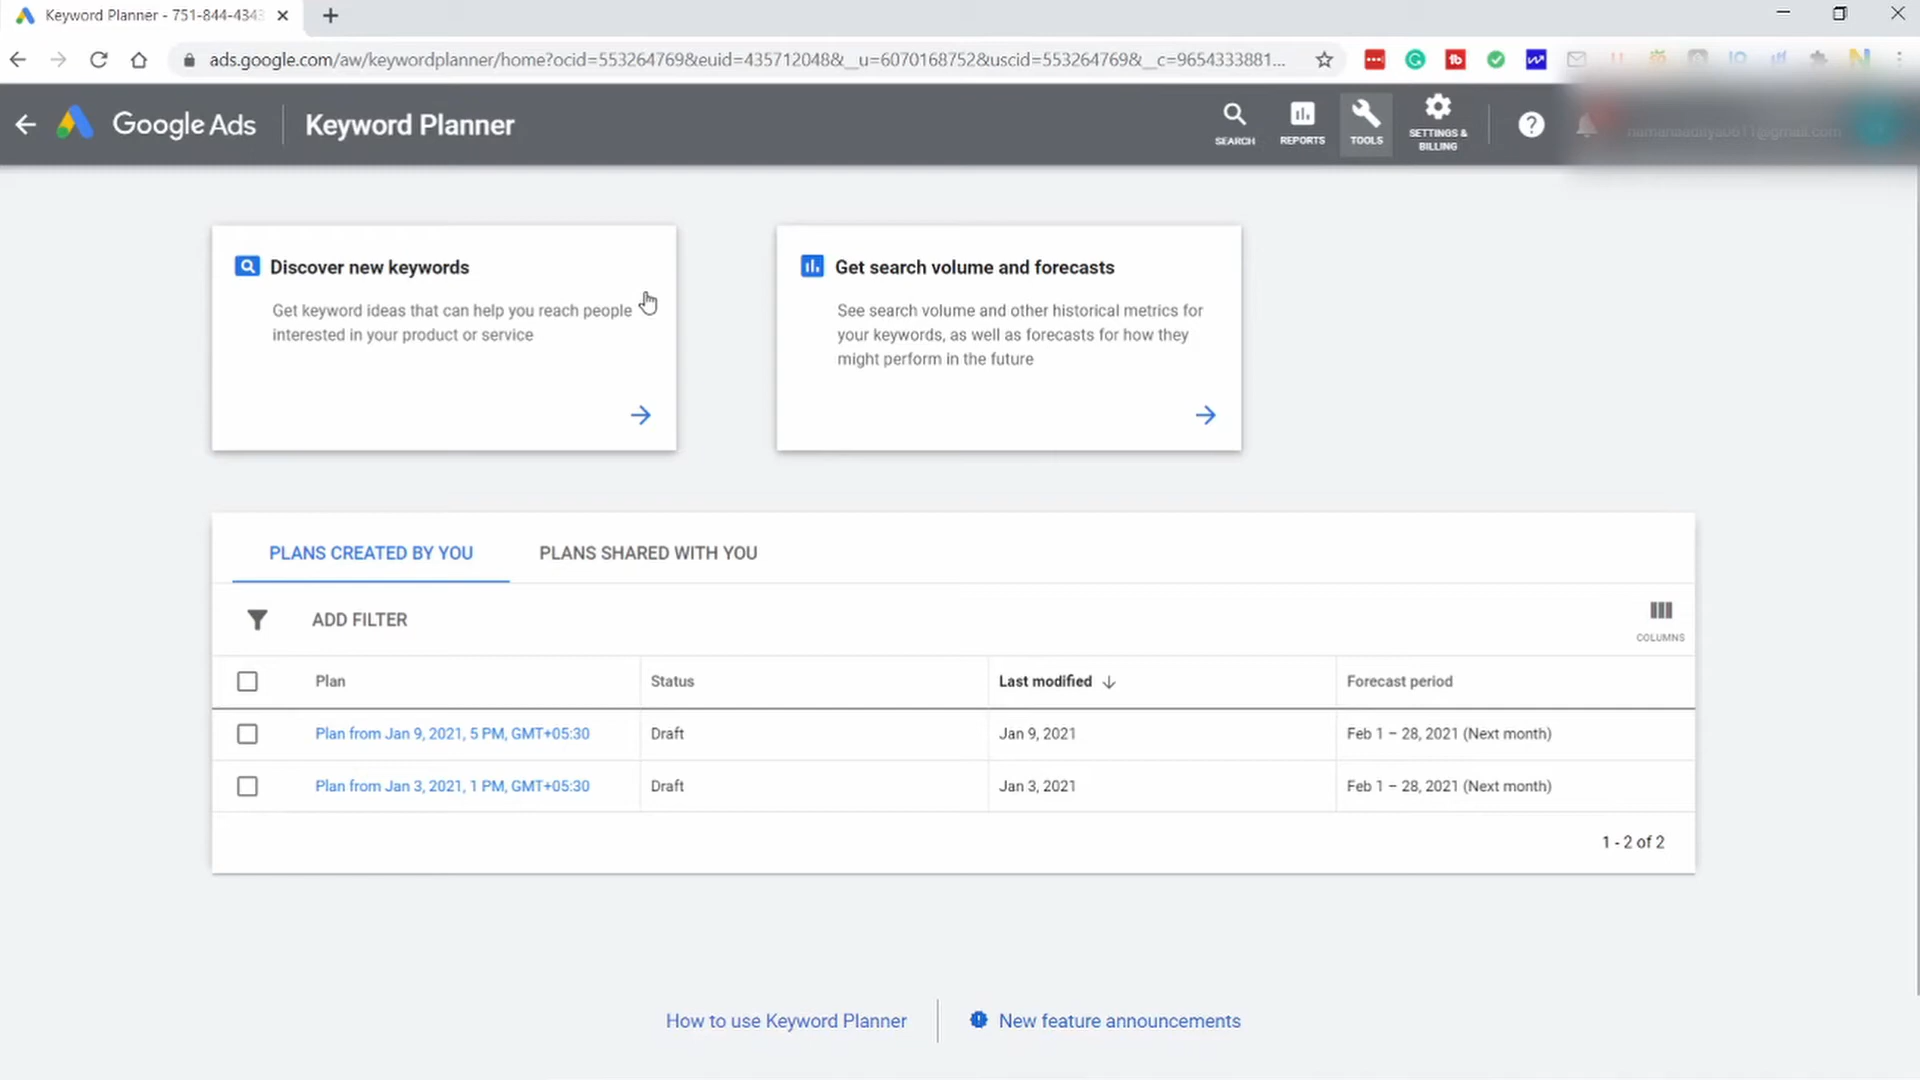 Keyword Planner - 751-844-4343
ads.google.com/aw/keywordplanner/home?ocid=553264769&euid=435712048&__u=6070168752&uscid=553264769&__c=9654333881...
Google Ads
Keyword Planner
SEARCH
REPORTS
TOOLS
SETTINGS &
BILLING
Discover new keywords
Get keyword ideas that can help you reach people
interested in your product or service
Get search volume and forecasts
See search volume and other historical metrics for
your keywords, as well as forecasts for how they
might perform in the future
PLANS CREATED BY YOU
PLANS SHARED WITH YOU
ADD FILTER
COLUMNS
Plan Status Last modified Forecast period
Plan from Jan 9, 2021, 5 PM, GMT+05:30 Draft Jan 9, 2021 Feb 1 – 28, 2021 (Next month)
Plan from Jan 3, 2021, 1 PM, GMT+05:30 Draft Jan 3, 2021 Feb 1 – 28, 2021 (Next month)
1 - 2 of 2
How to use Keyword Planner
New feature announcements